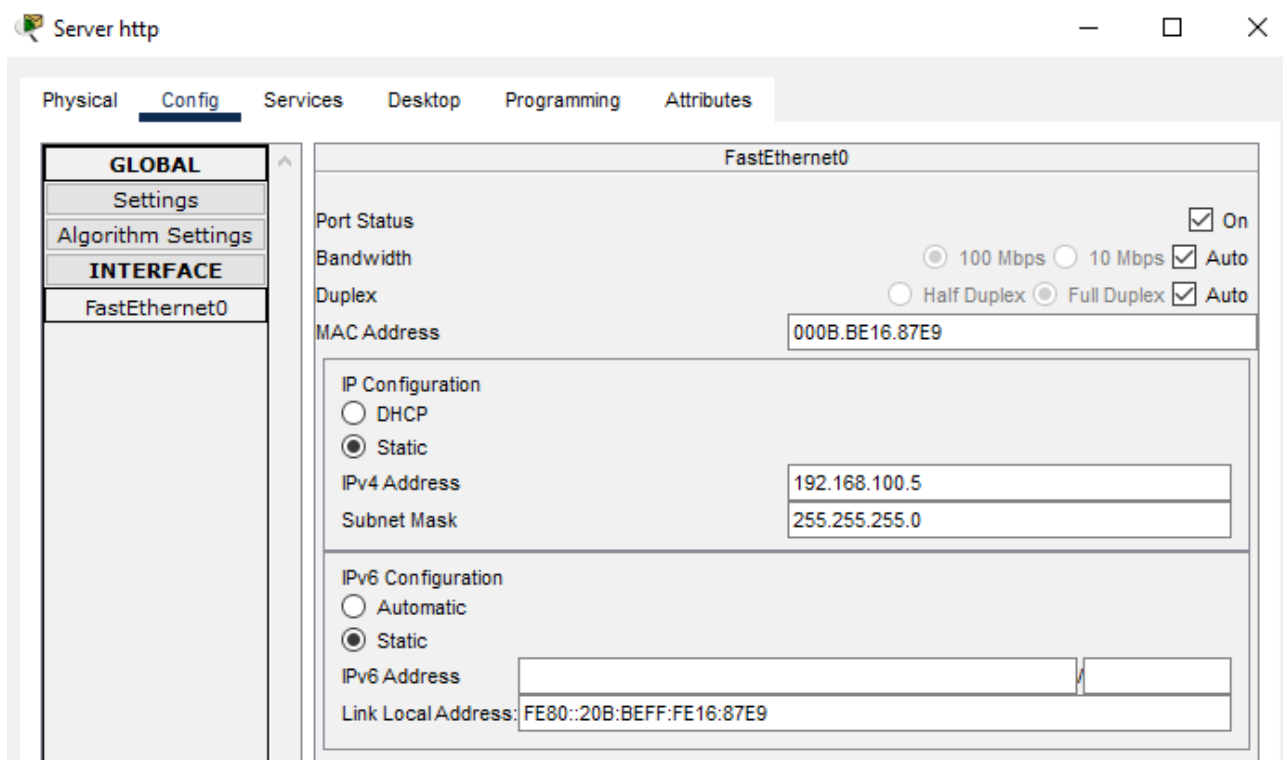 Server http
Physical Config Services Desktop Programming Attributes
GLOBAL
Settings
Algorithm Settings
INTERFACE
FastEthernet0
FastEthernet0
Port Status On
Bandwidth 100 Mbps 10 Mbps Auto
Duplex Half Duplex Full Duplex Auto
MAC Address 000B.BE16.87E9
IP Configuration
DHCP
Static
IPv4 Address 192.168.100.5
Subnet Mask 255.255.255.0
IPv6 Configuration
Automatic
Static
IPv6 Address /
Link Local Address: FE80::20B:BEFF:FE16:87E9